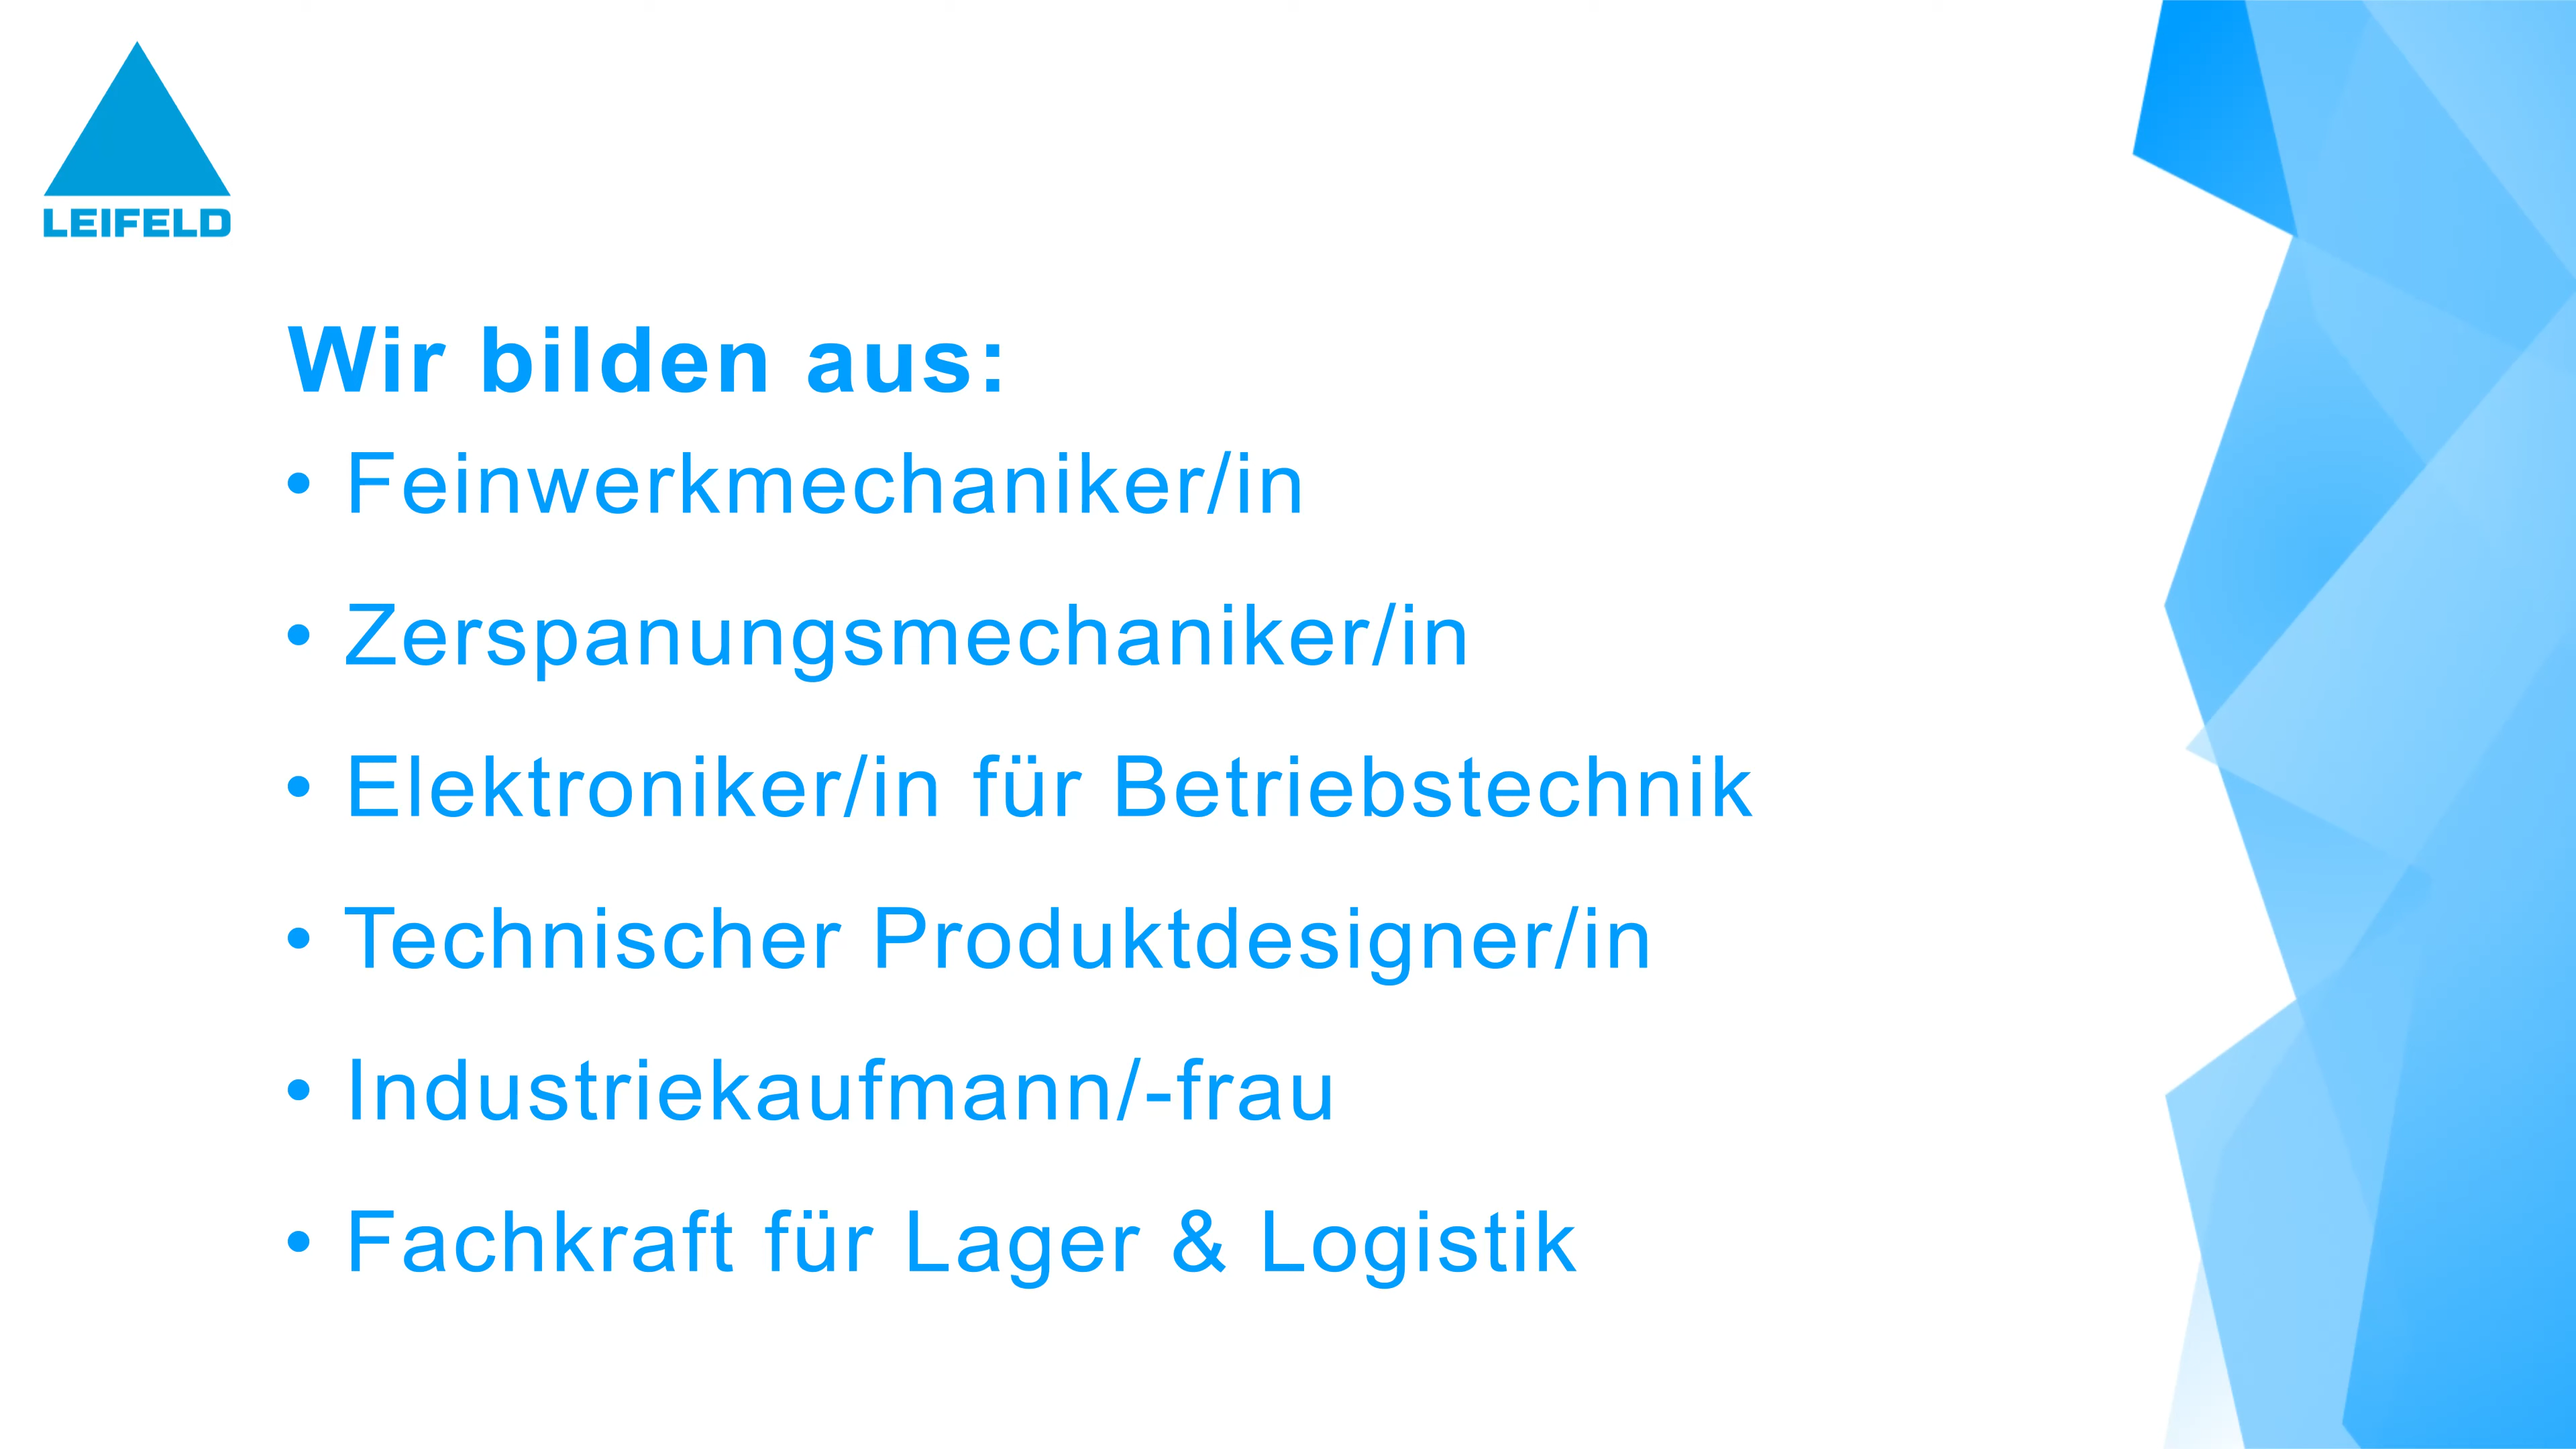 LEIFELD
Wir bilden aus:
• Feinwerkmechaniker/in
• Zerspanungsmechaniker/in
• Elektroniker/in für Betriebstechnik
• Technischer Produktdesigner/in
• Industriekaufmann/-frau
• Fachkraft für Lager & Logistik